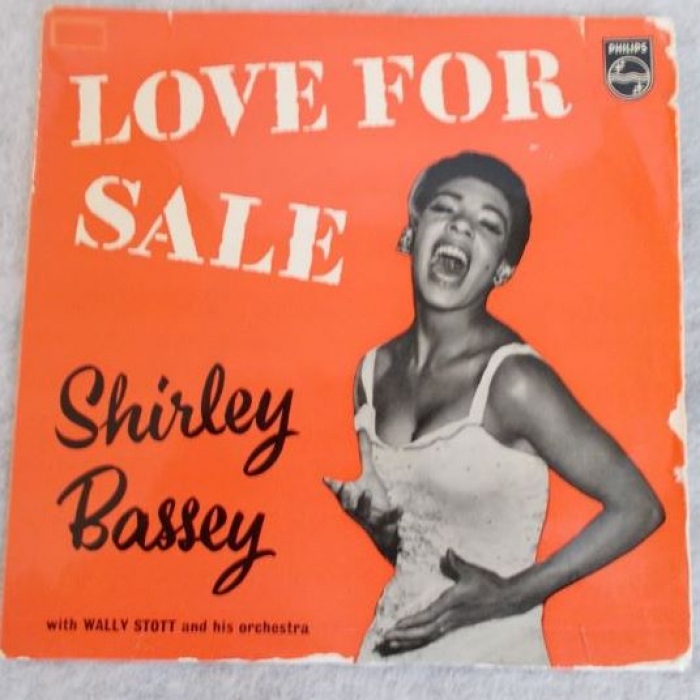 PHILIPS
LOVE FOR
SALE
Shirley
Bassey
with WALLY STOTT and his orchestra